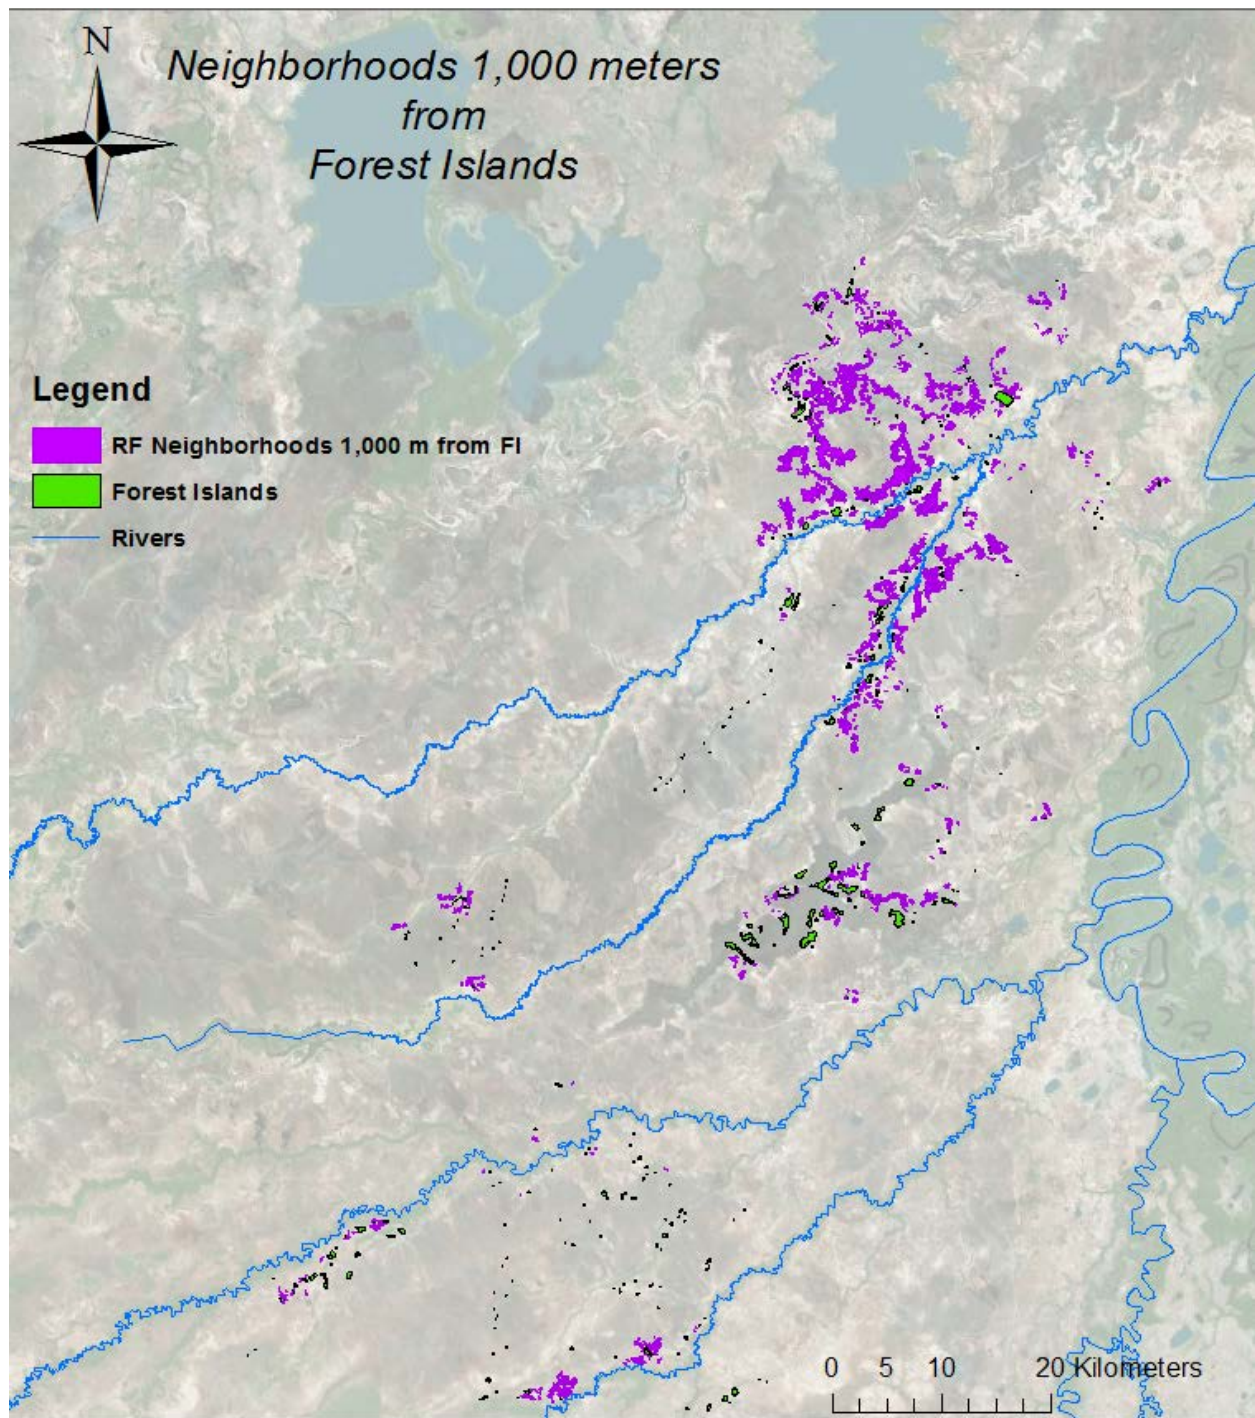 N
Neighborhoods 1,000 meters
from
Forest Islands
Legend
RF Neighborhoods 1,000 m from FI
Forest Islands
Rivers
0 5 10 20 Kilometers